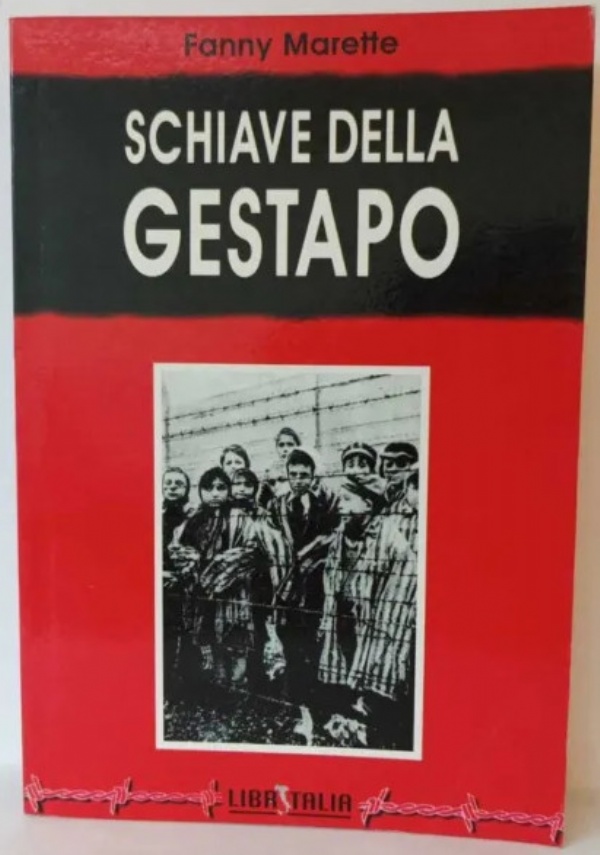 Fanny Marette
SCHIAVE DELLA
GESTAPO
LIBRITALIA